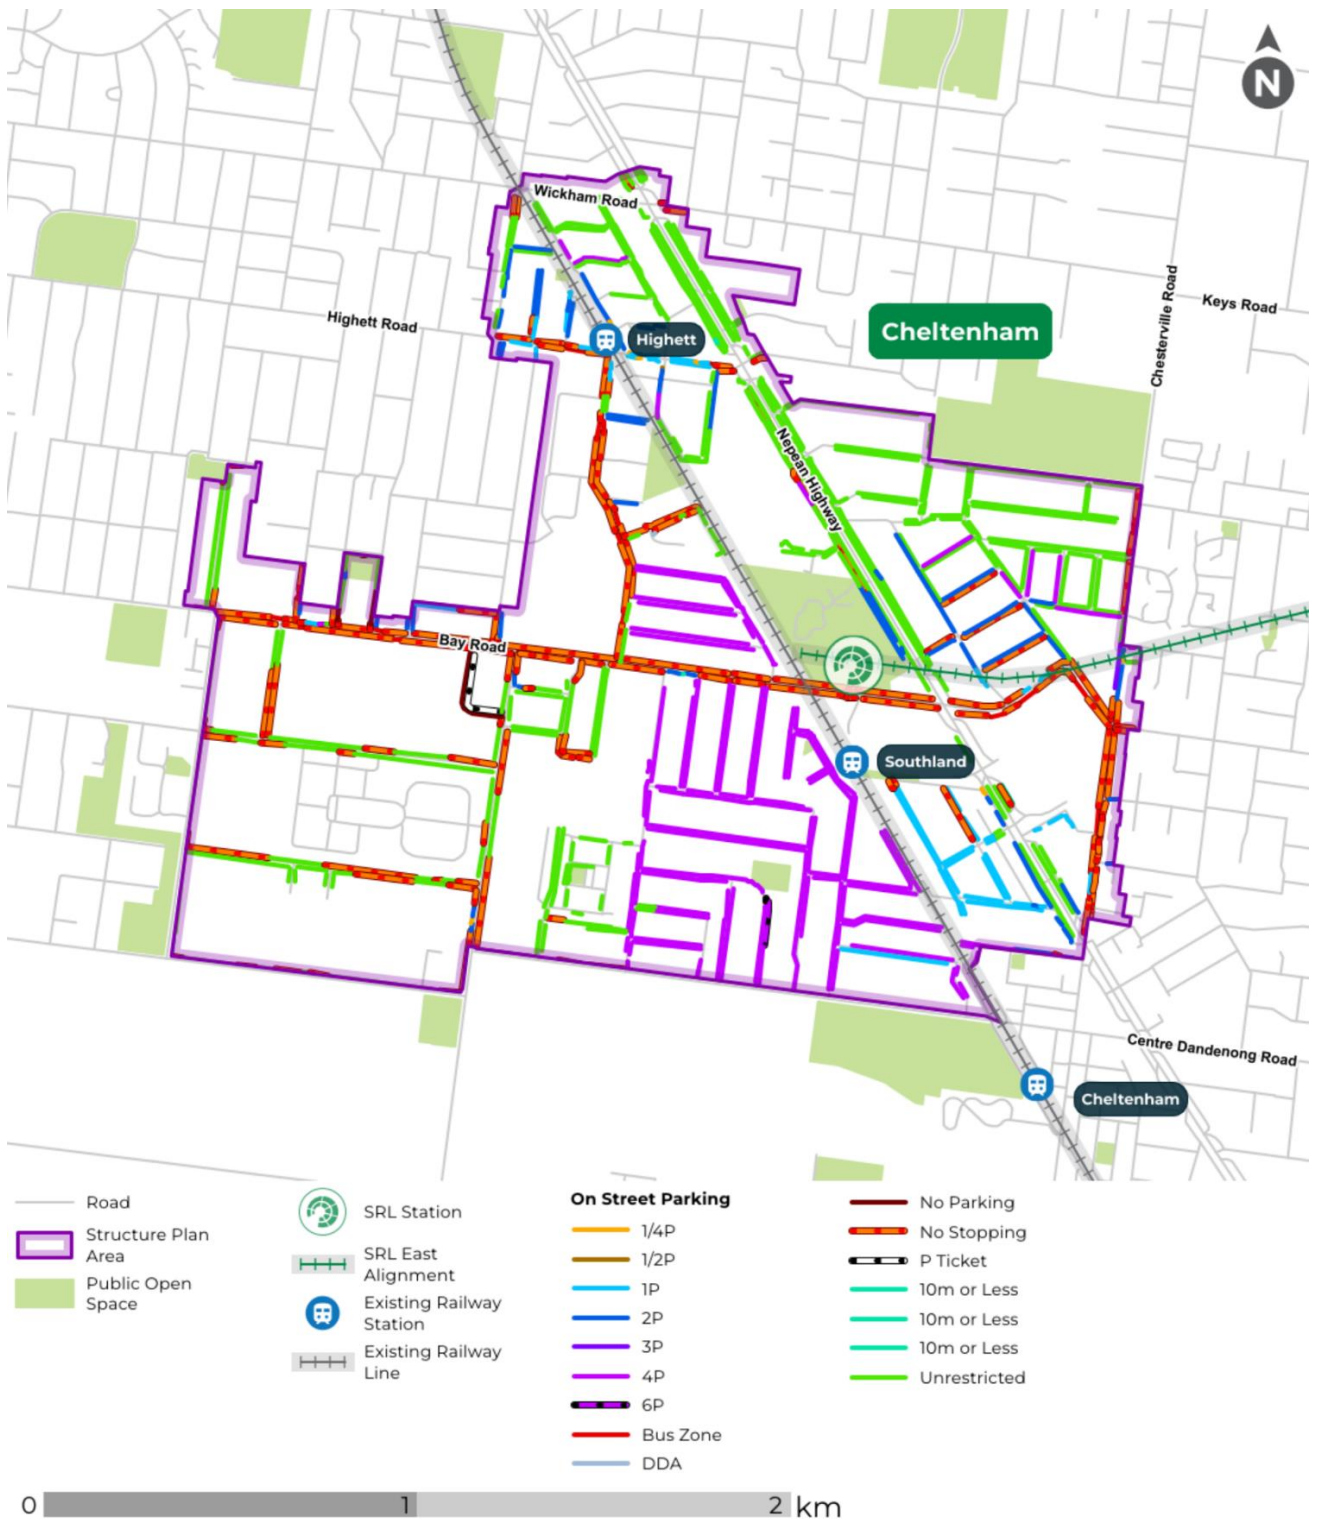 N
Wickham Road
Keys Road
Chesterville Road
Highett Road
Cheltenham
Highett
Nepean Highway
Bay Road
Southland
Centre Dandenong Road
Cheltenham
Road
Structure Plan
Area
Public Open
Space
SRL Station
SRL East
Alignment
Existing Railway
Station
Existing Railway
Line
On Street Parking
1/4P
1/2P
1P
2P
3P
4P
6P
Bus Zone
DDA
No Parking
No Stopping
P Ticket
10m or Less
10m or Less
10m or Less
Unrestricted
0 1 2 km